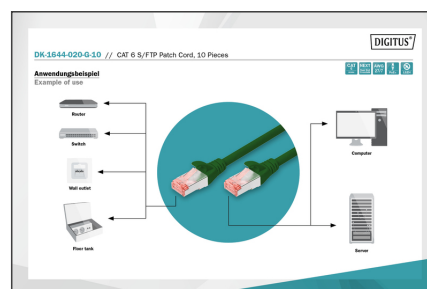 DIGITUS®
DK-1644-020-G-10 // CAT 6 S/FTP Patch Cord, 10 Pieces
Anwendungsbeispiel
Example of use
Router
Switch
Wall outlet
Floor tank
Computer
Server